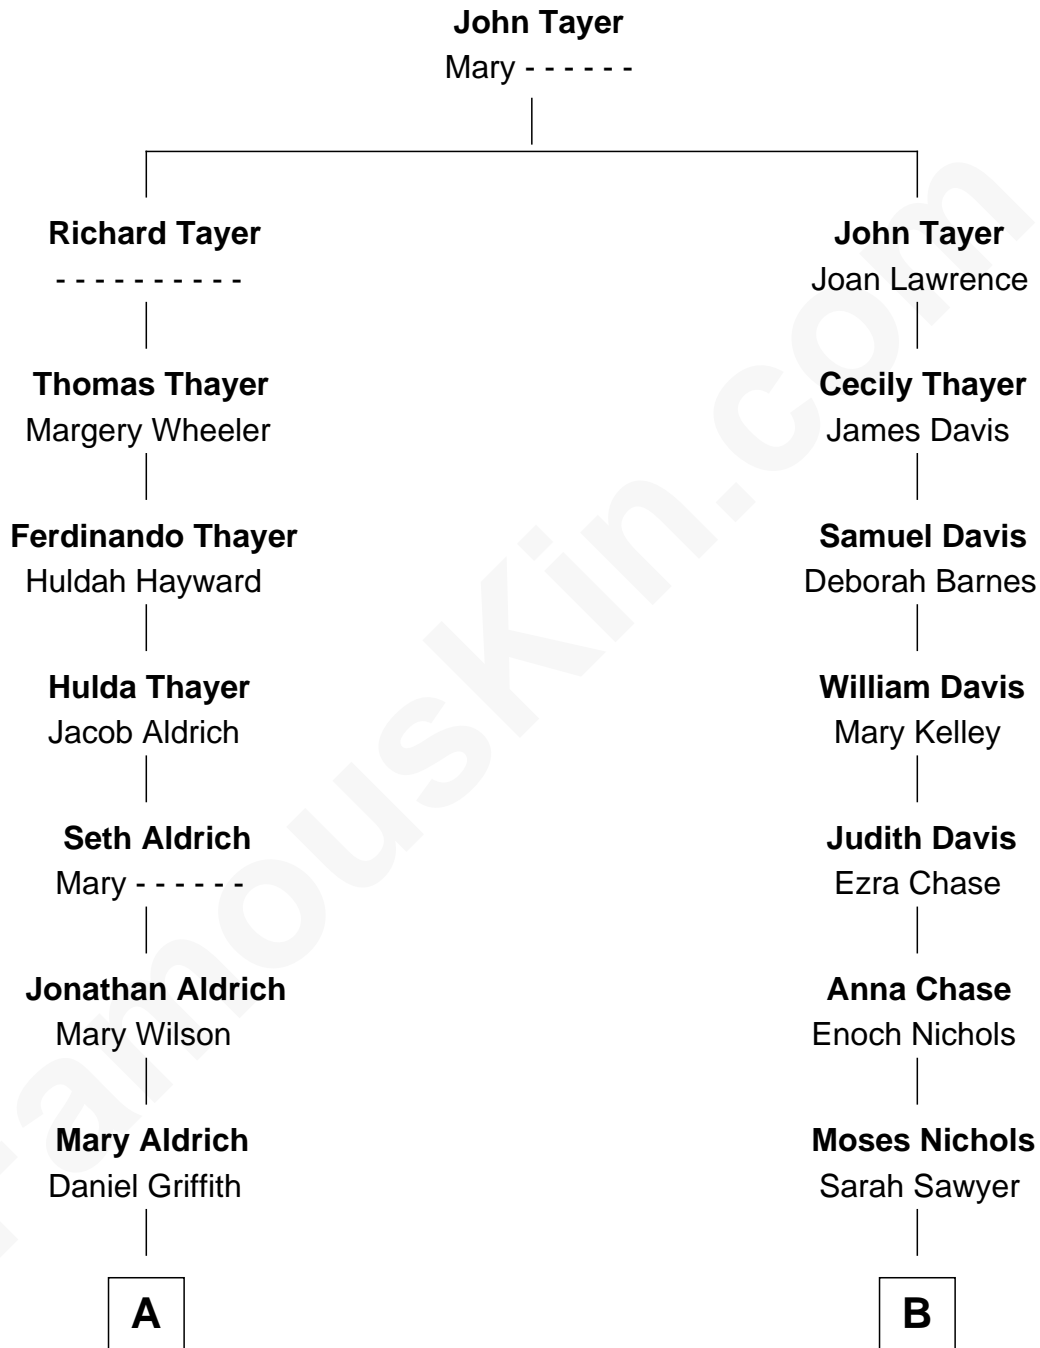 John Tayer
Mary - - - - - -
Richard Tayer
- - - - - - - - - -
John Tayer
Joan Lawrence
Thomas Thayer
Margery Wheeler
Cecily Thayer
James Davis
Ferdinando Thayer
Huldah Hayward
Samuel Davis
Deborah Barnes
Hulda Thayer
Jacob Aldrich
William Davis
Mary Kelley
Seth Aldrich
Mary - - - - - -
Judith Davis
Ezra Chase
Jonathan Aldrich
Mary Wilson
Anna Chase
Enoch Nichols
Mary Aldrich
Daniel Griffith
Moses Nichols
Sarah Sawyer
A
B
FamousKin.com